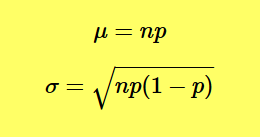 μ = np
σ = √np(1 − p)